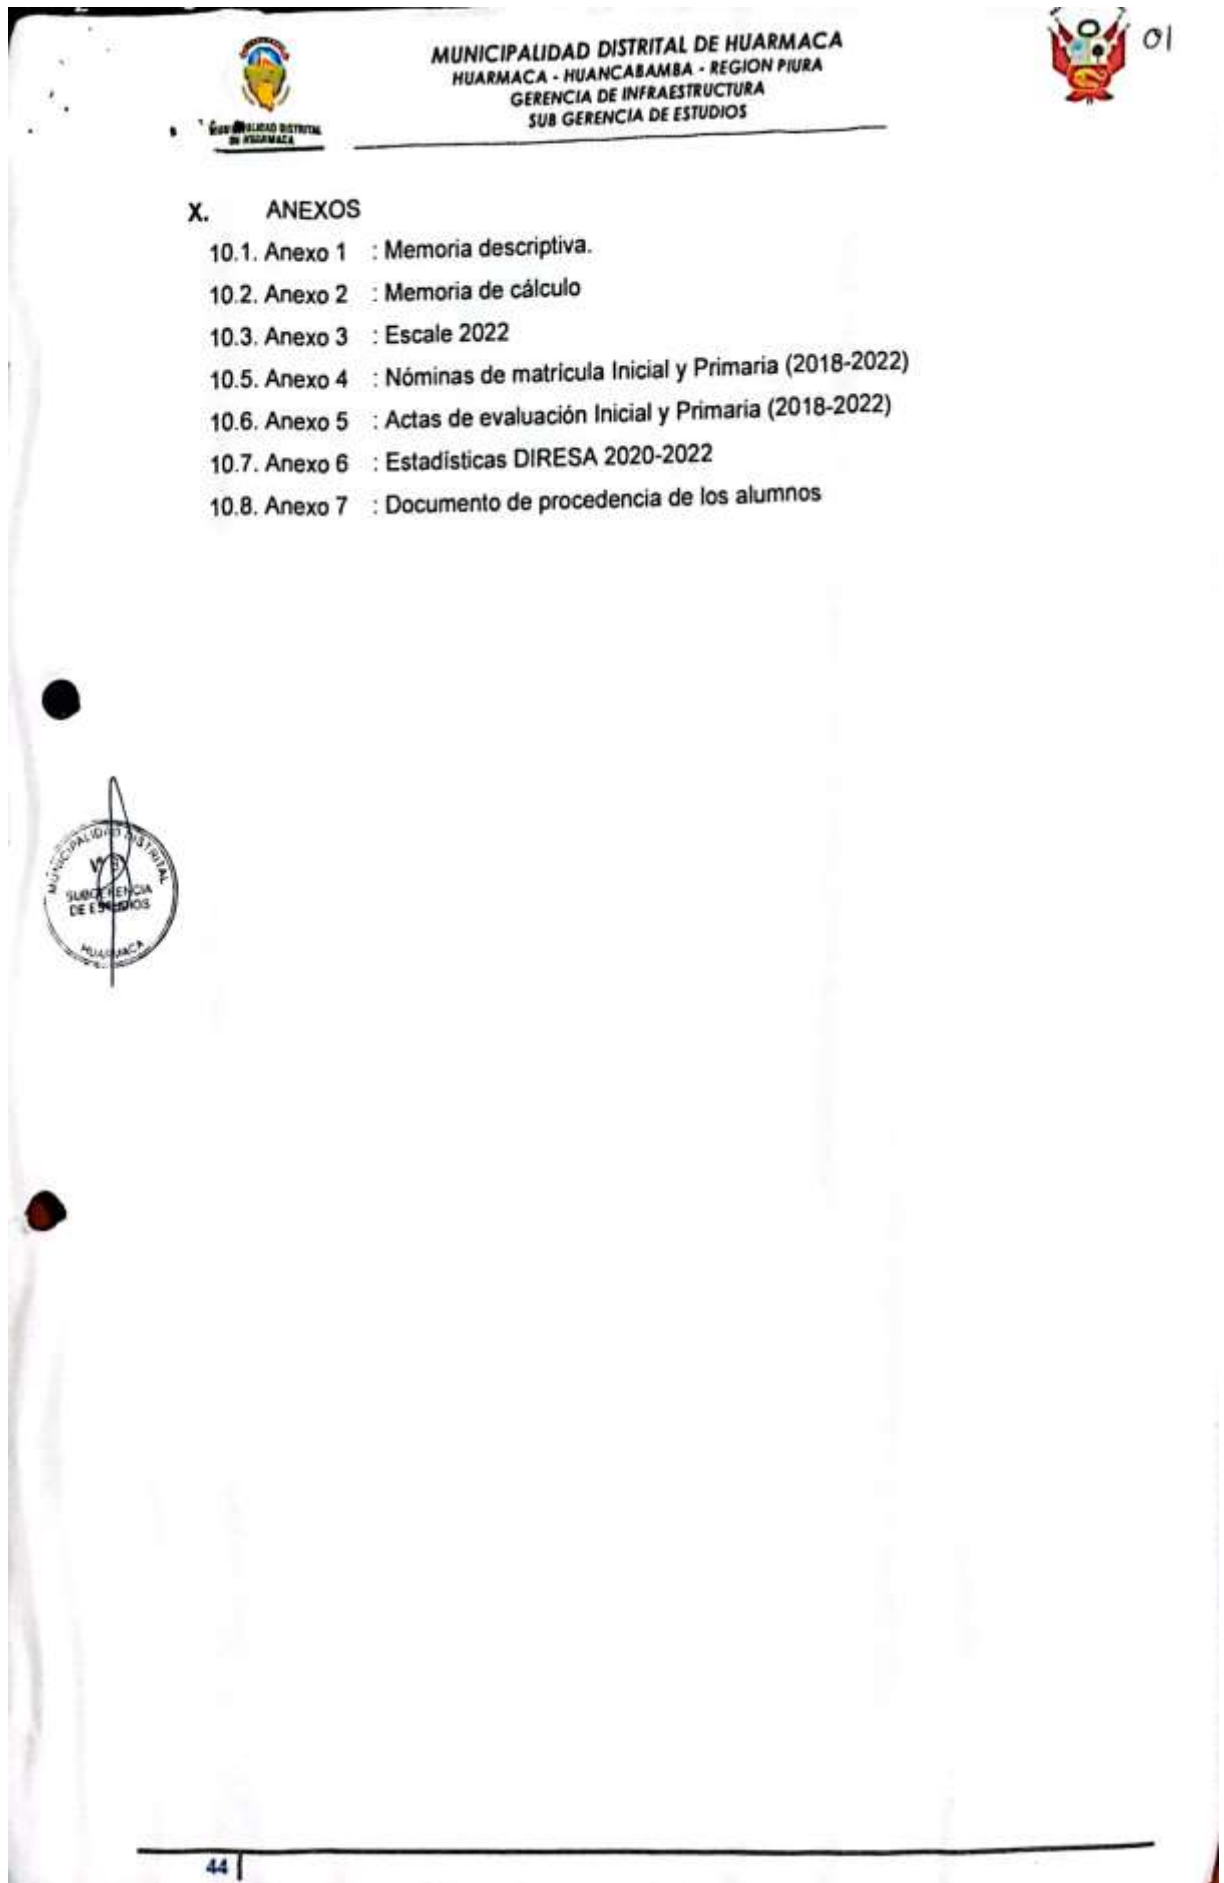 MUNICIPALIDAD DISTRITAL DE HUARMACA
HUARMACA - HUANCABAMBA - REGION PIURA
GERENCIA DE INFRAESTRUCTURA
SUB GERENCIA DE ESTUDIOS
01
MUNICIPALIDAD DISTRITAL
DE HUARMACA
X. ANEXOS
10.1. Anexo 1 : Memoria descriptiva.
10.2. Anexo 2 : Memoria de cálculo
10.3. Anexo 3 : Escale 2022
10.5. Anexo 4 : Nóminas de matrícula Inicial y Primaria (2018-2022)
10.6. Anexo 5 : Actas de evaluación Inicial y Primaria (2018-2022)
10.7. Anexo 6 : Estadísticas DIRESA 2020-2022
10.8. Anexo 7 : Documento de procedencia de los alumnos
MUNICIPALIDAD DISTRITAL
SUBGERENCIA
DE ESTUDIOS
HUARMACA
44